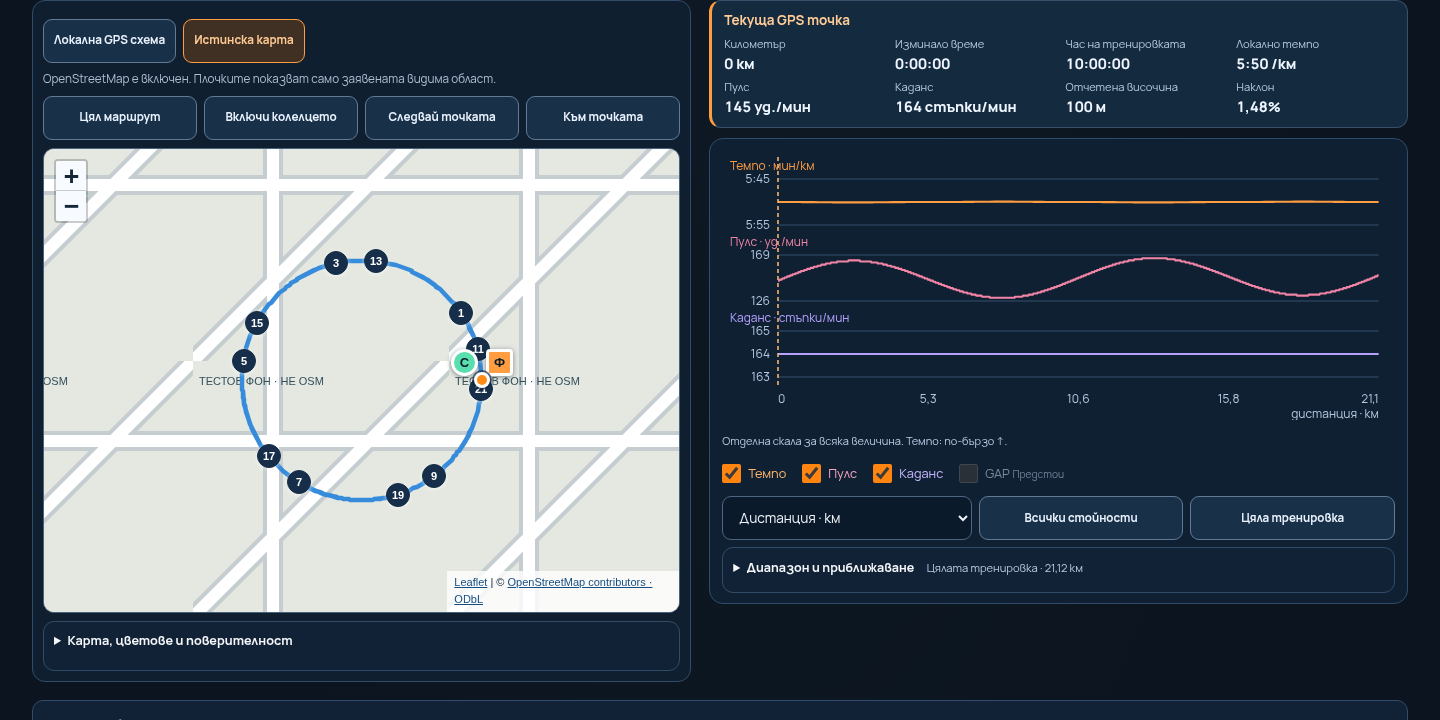 Локална GPS схема
Истинска карта
OpenStreetMap е включен. Плочките показват само заявената видима област.
Цял маршрут
Включи колелцето
Следвай точката
Към точката
+
−
3
13
1
15
11
5
С
Ф
21
OSM
ТЕСТОВ ФОН · НЕ OSM
ТЕСТОВ ФОН · НЕ OSM
17
7
9
19
Leaflet | © OpenStreetMap contributors ·
ODbL
Карта, цветове и поверителност
Текуща GPS точка
Километър
Изминало време
Час на тренировката
Локално темпо
0 км
0:00:00
10:00:00
5:50 /км
Пулс
Каданс
Отчетена височина
Наклон
145 уд./мин
164 стъпки/мин
100 м
1,48%
Темпо · мин/км
5:45
5:55
Пулс · уд./мин
169
126
Каданс · стъпки/мин
165
164
163
0
5,3
10,6
15,8
21,1
дистанция · км
Отделна скала за всяка величина. Темпо: по-бързо ↑.
Темпо
Пулс
Каданс
GAP Предстои
Дистанция · км
Всички стойности
Цяла тренировка
Диапазон и приближаване
Цялата тренировка · 21,12 км